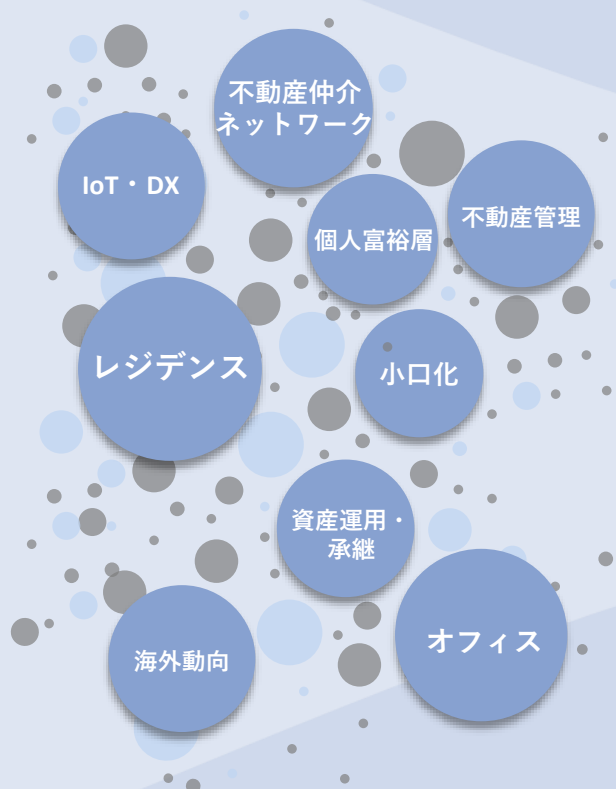 不動産仲介
ネットワーク
IoT・DX
不動産管理
個人富裕層
レジデンス
小口化
資産運用・
承継
オフィス
海外動向